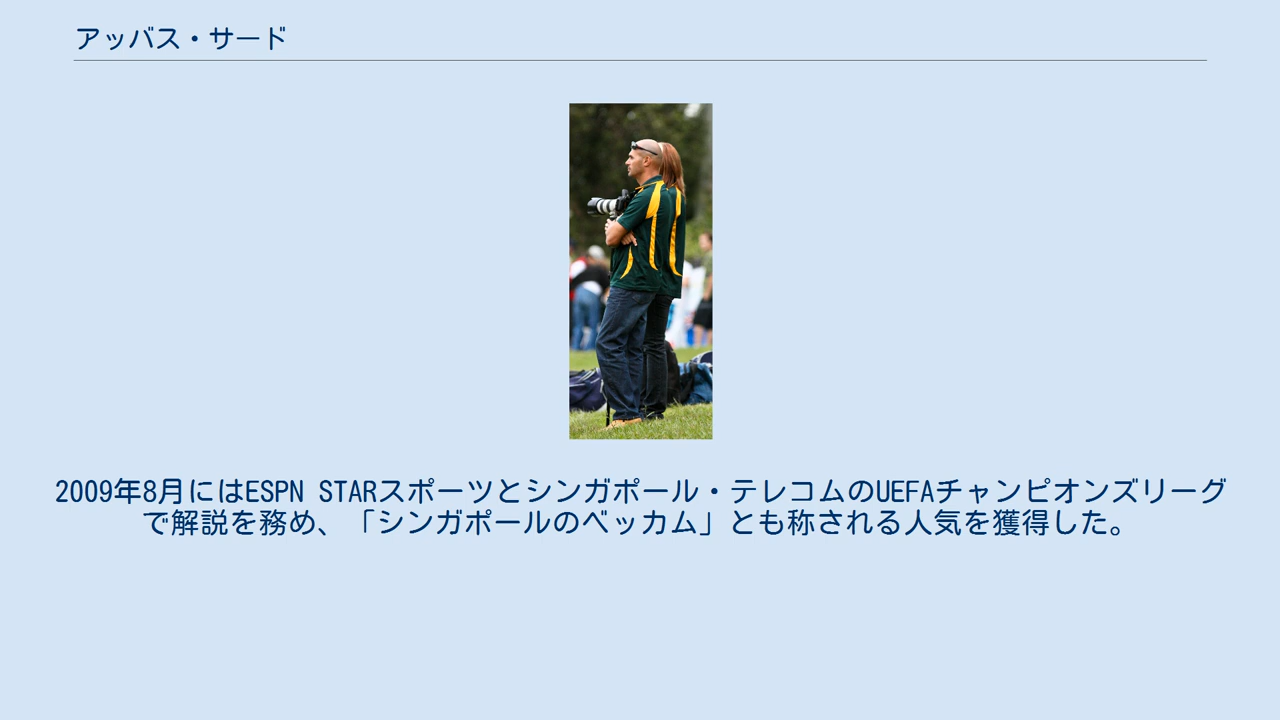 アッバス・サード
2009年8月にはESPN STARスポーツとシンガポール・テレコムのUEFAチャンピオンズリーグ
で解説を務め、「シンガポールのベッカム」とも称される人気を獲得した。